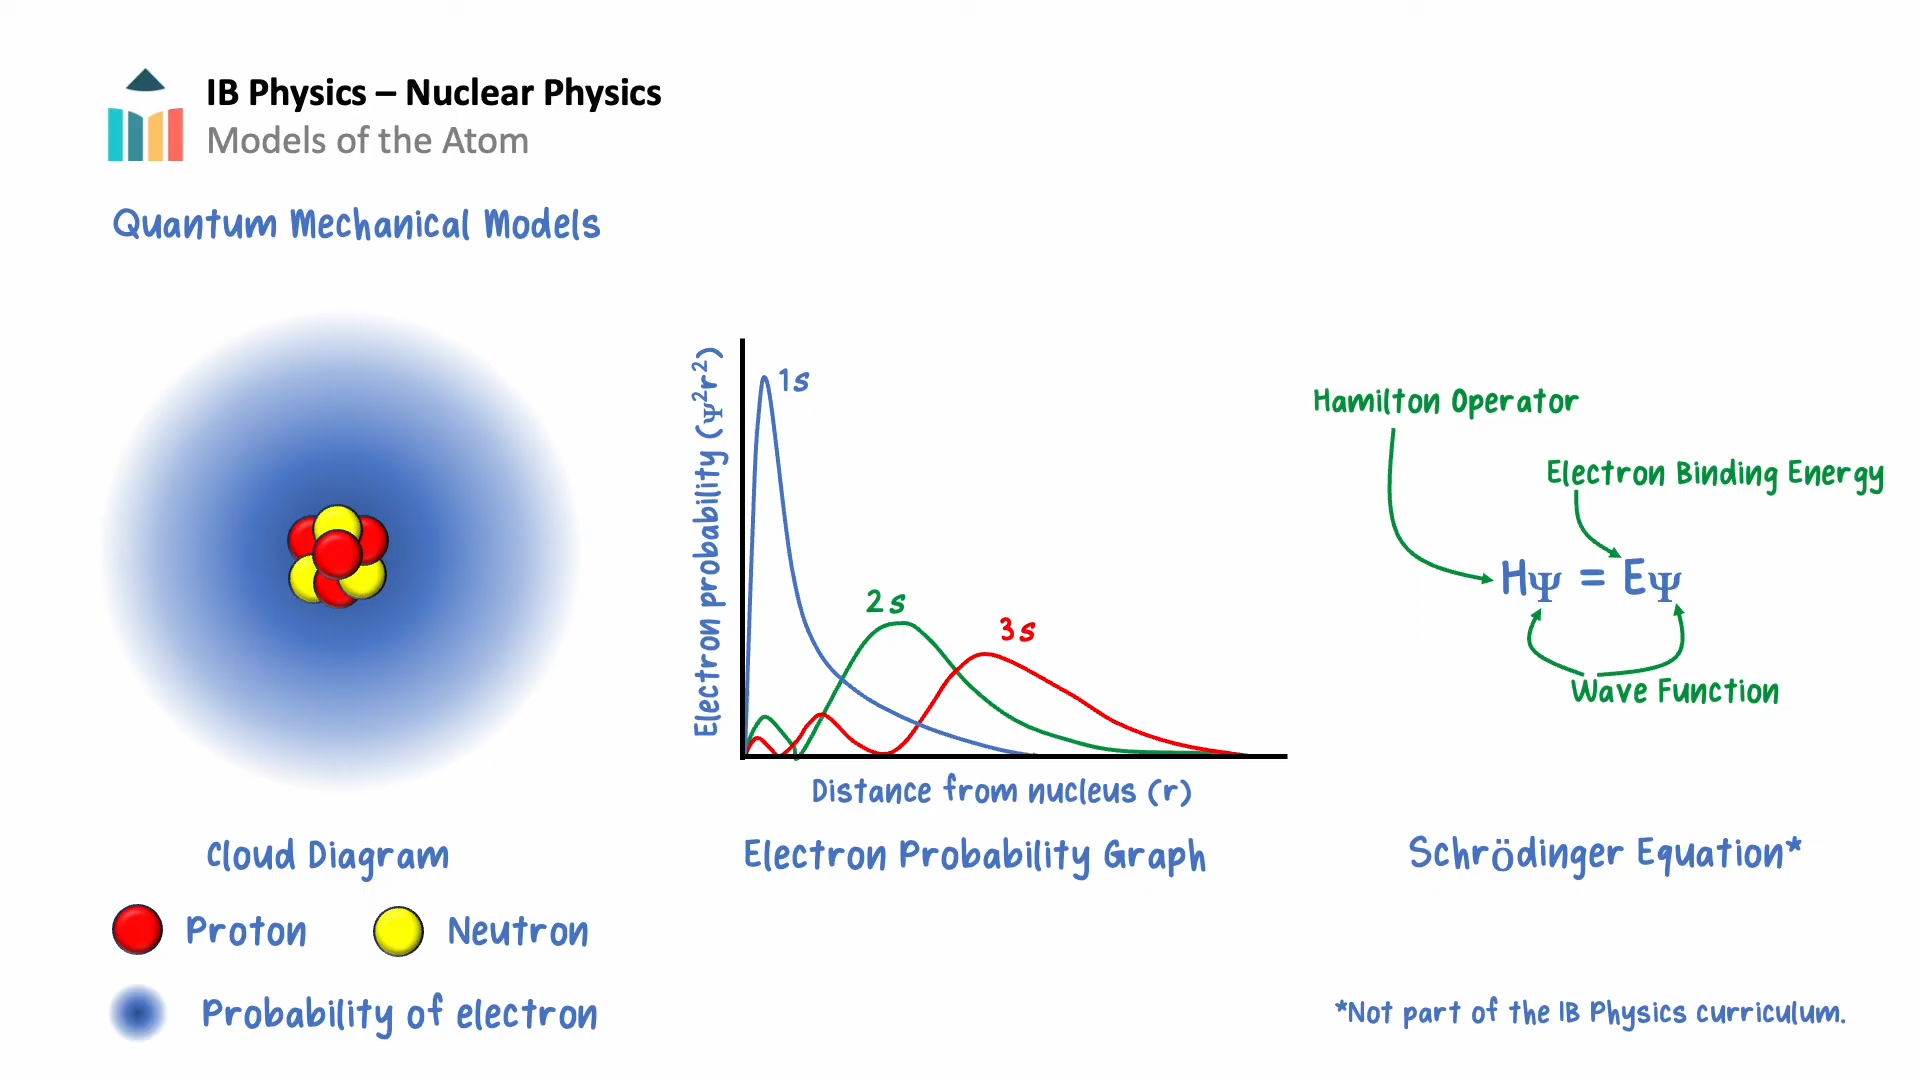 IB Physics – Nuclear Physics
Models of the Atom
Quantum Mechanical Models
Cloud Diagram
Proton
Neutron
Probability of electron
Electron probability (Ψ²r²)
1s
2s
3s
Distance from nucleus (r)
Electron Probability Graph
Hamilton Operator
Electron Binding Energy
HΨ = EΨ
Wave Function
Schrödinger Equation*
*Not part of the IB Physics curriculum.